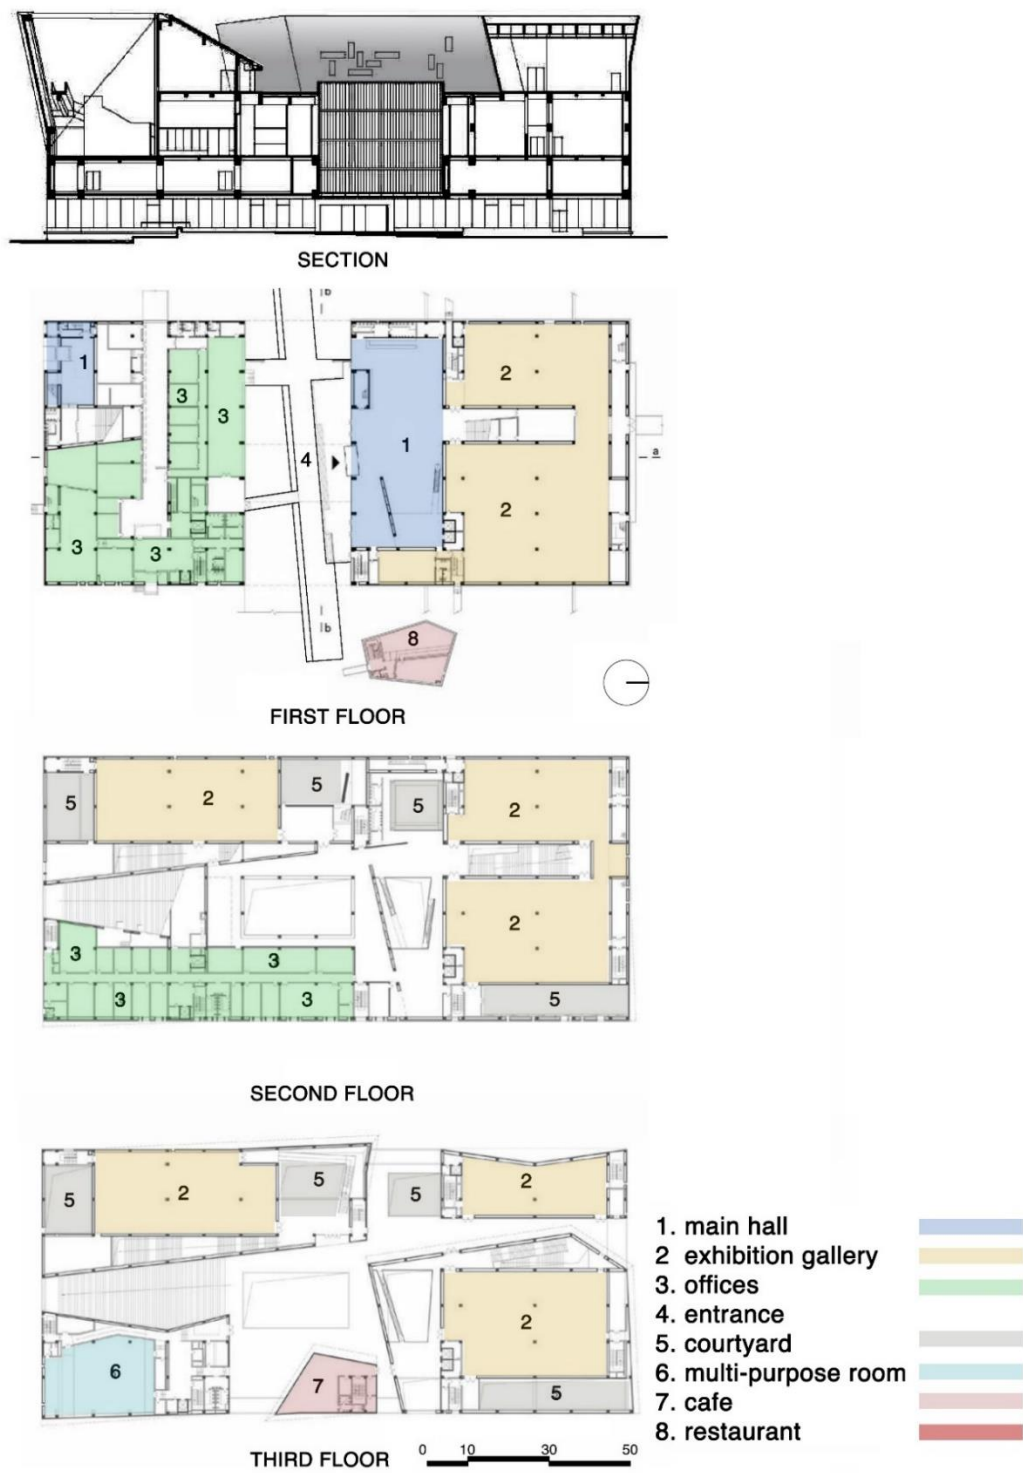 SECTION
b
1
3
3
2
4
1
a
2
3
3
b
8
FIRST FLOOR
5
2
5
5
2
2
3
3
3
3
5
SECOND FLOOR
5
2
5
5
2
2
6
7
5
1. main hall
2 exhibition gallery
3. offices
4. entrance
5. courtyard
6. multi-purpose room
7. cafe
8. restaurant
THIRD FLOOR
0 10 30 50